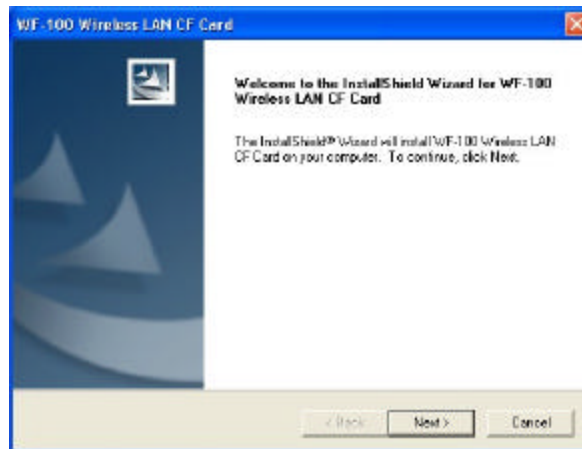 WF-100 Wireless LAN CF Card
Welcome to the InstallShield Wizard for WF-100
Wireless LAN CF Card
The InstallShield® Wizard will install WF-100 Wireless LAN
CF Card on your computer. To continue, click Next.
< Back
Next >
Cancel